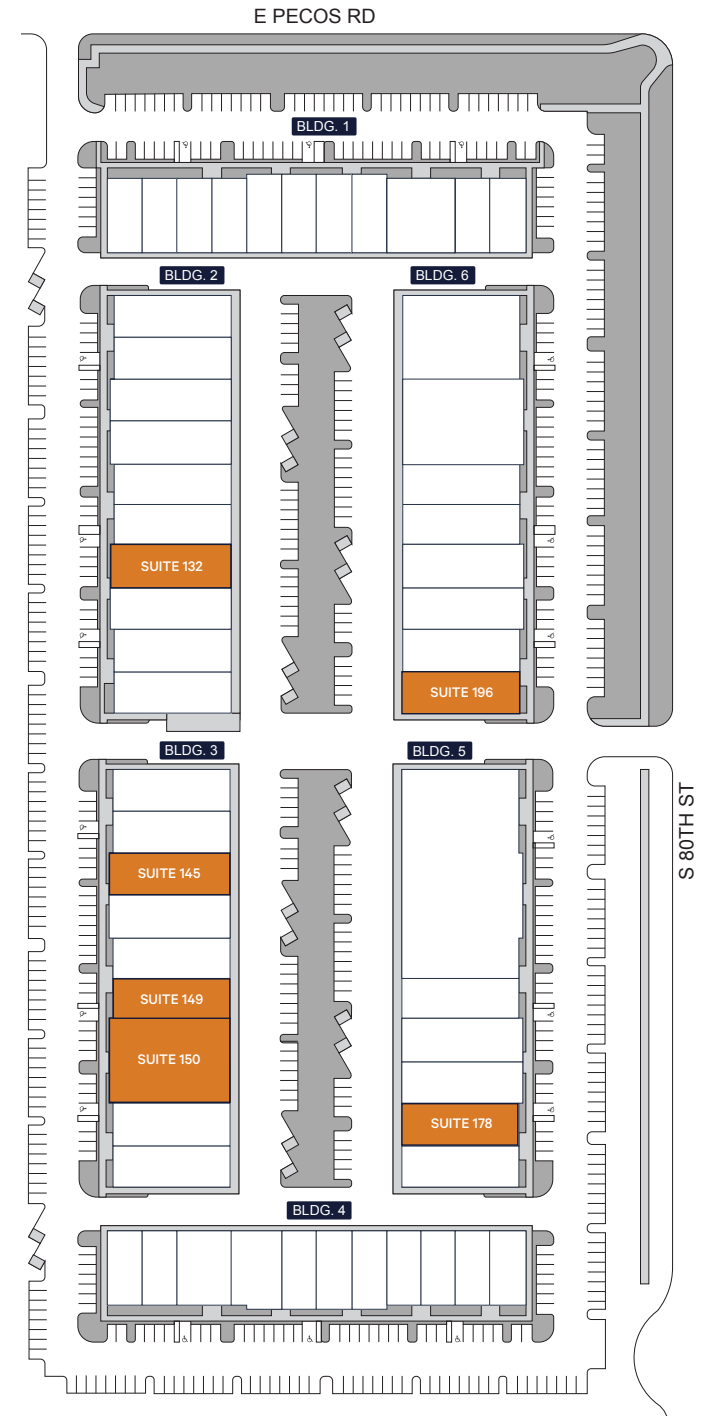 E PECOS RD
BLDG. 1
BLDG. 2
BLDG. 6
SUITE 132
SUITE 196
BLDG. 3
BLDG. 5
S 80TH ST
SUITE 145
SUITE 149
SUITE 150
SUITE 178
BLDG. 4